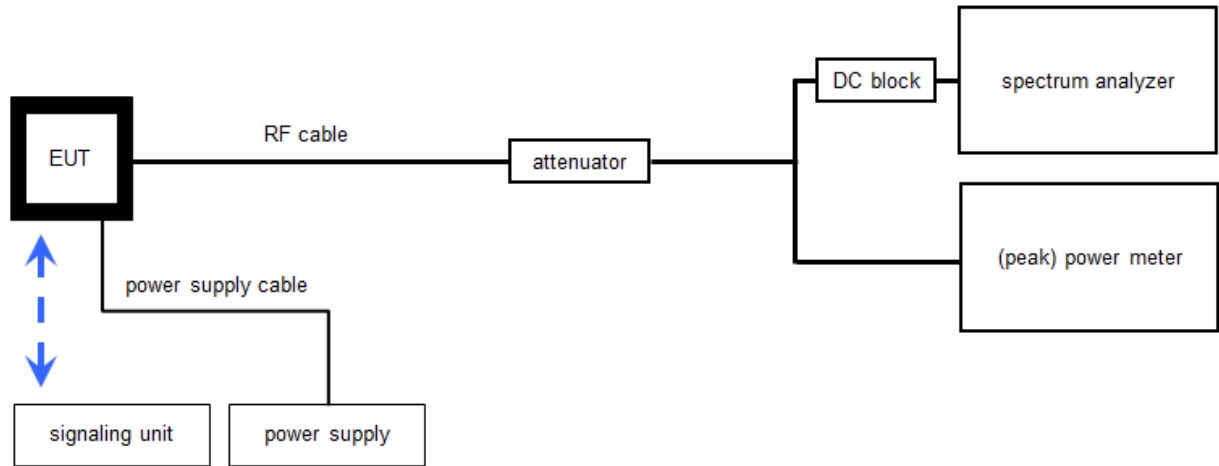 DC block
spectrum analyzer
RF cable
EUT
attenuator
(peak) power meter
power supply cable
signaling unit
power supply